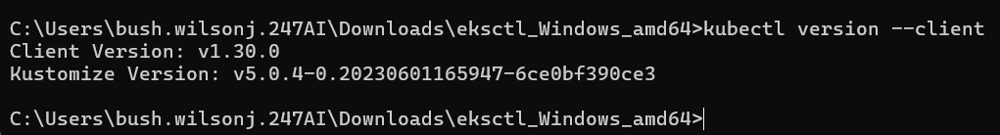 C:\Users\bush.wilsonj.247AI\Downloads\eksctl_Windows_amd64>kubectl version --client
Client Version: v1.30.0
Kustomize Version: v5.0.4-0.20230601165947-6ce0bf390ce3
C:\Users\bush.wilsonj.247AI\Downloads\eksctl_Windows_amd64>